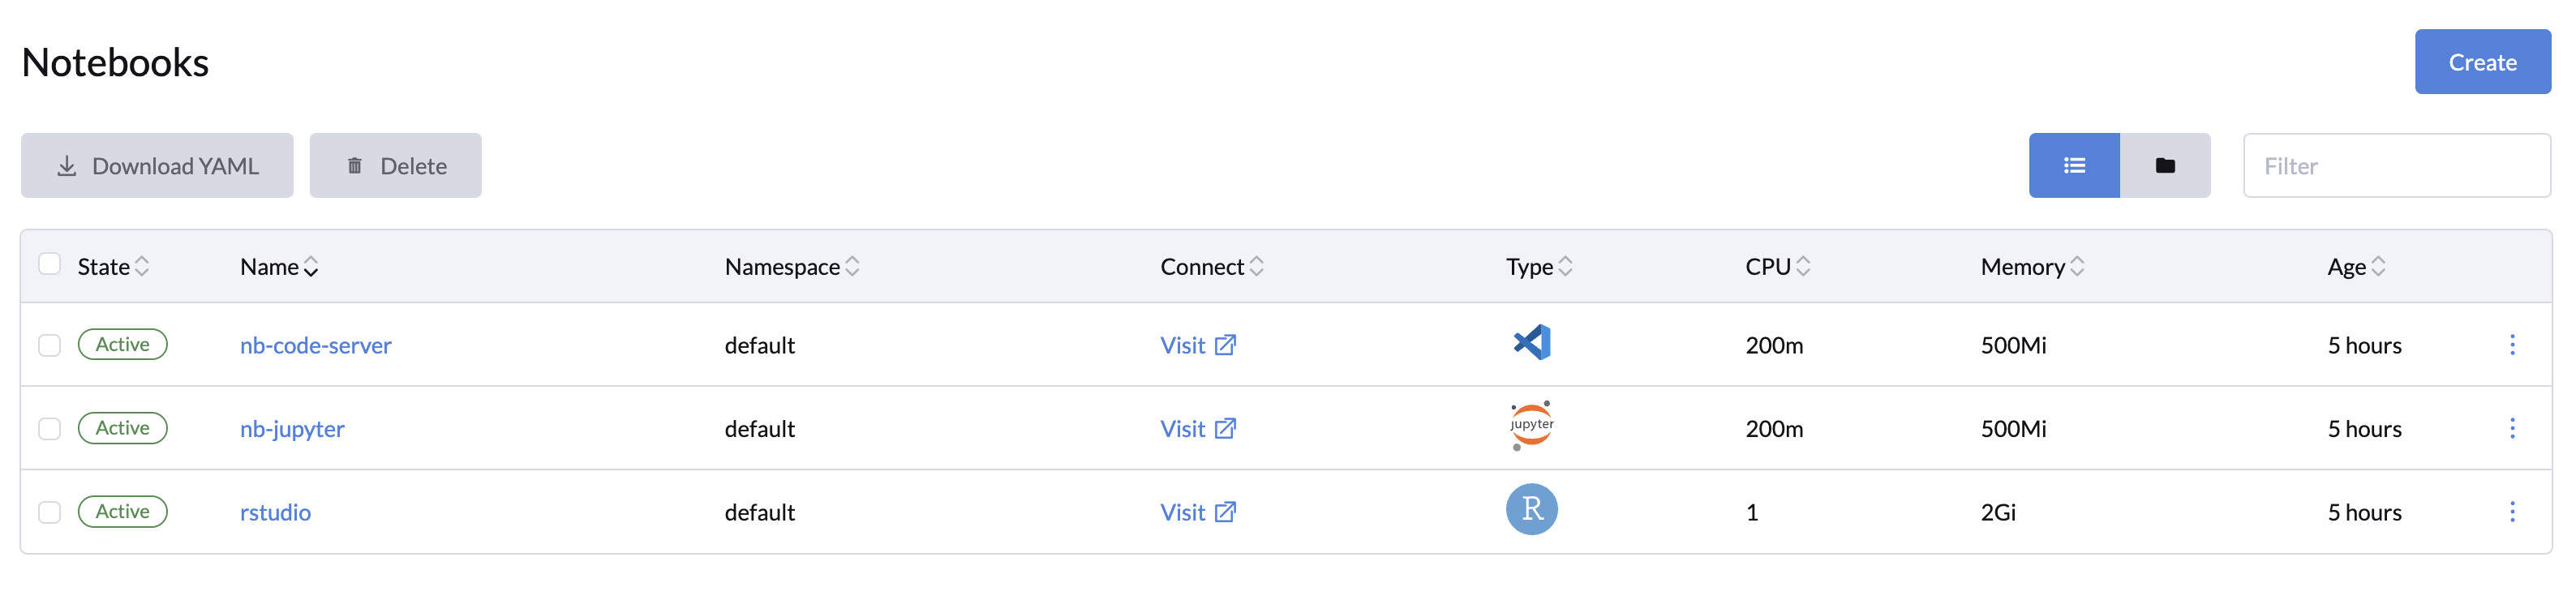 Notebooks
Create
Download YAML Delete Filter
State Name Namespace Connect Type CPU Memory Age
Active nb-code-server default Visit 200m 500Mi 5 hours
Active nb-jupyter default Visit jupyter 200m 500Mi 5 hours
Active rstudio default Visit R 1 2Gi 5 hours